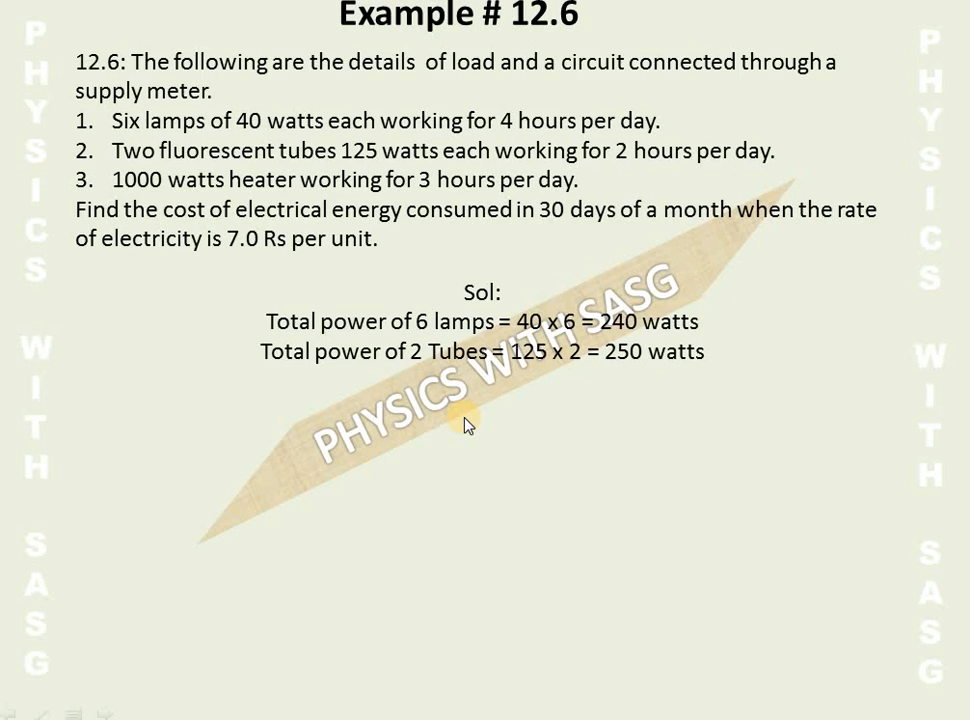 Example # 12.6
12.6: The following are the details of load and a circuit connected through a
supply meter.
1. Six lamps of 40 watts each working for 4 hours per day.
2. Two fluorescent tubes 125 watts each working for 2 hours per day.
3. 1000 watts heater working for 3 hours per day.
Find the cost of electrical energy consumed in 30 days of a month when the rate
of electricity is 7.0 Rs per unit.
Sol:
Total power of 6 lamps = 40 x 6 = 240 watts
Total power of 2 Tubes = 125 x 2 = 250 watts
PHYSICS WITH SASG
PHYSICS WITH SASG
PHYSICS WITH SASG